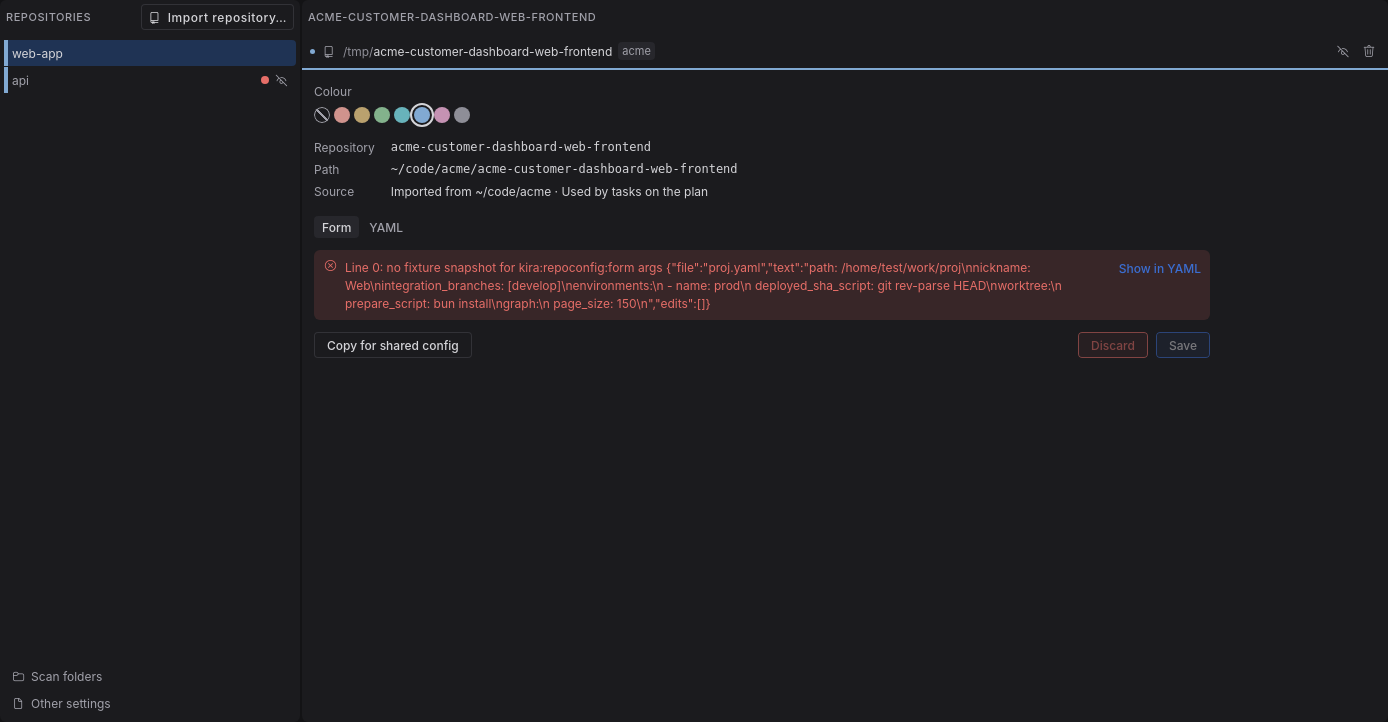 REPOSITORIES
Import repository...
web-app
api
Scan folders
Other settings
ACME-CUSTOMER-DASHBOARD-WEB-FRONTEND
/tmp/acme-customer-dashboard-web-frontend acme
Colour
Repository acme-customer-dashboard-web-frontend
Path ~/code/acme/acme-customer-dashboard-web-frontend
Source Imported from ~/code/acme · Used by tasks on the plan
Form YAML
Line 0: no fixture snapshot for kira:repoconfig:form args {"file":"proj.yaml","text":"path: /home/test/work/proj\nnickname:
Web\nintegration_branches: [develop]\nenvironments:\n - name: prod\n deployed_sha_script: git rev-parse HEAD\nworktree:\n
prepare_script: bun install\ngraph:\n page_size: 150\n","edits":[]}
Show in YAML
Copy for shared config
Discard
Save